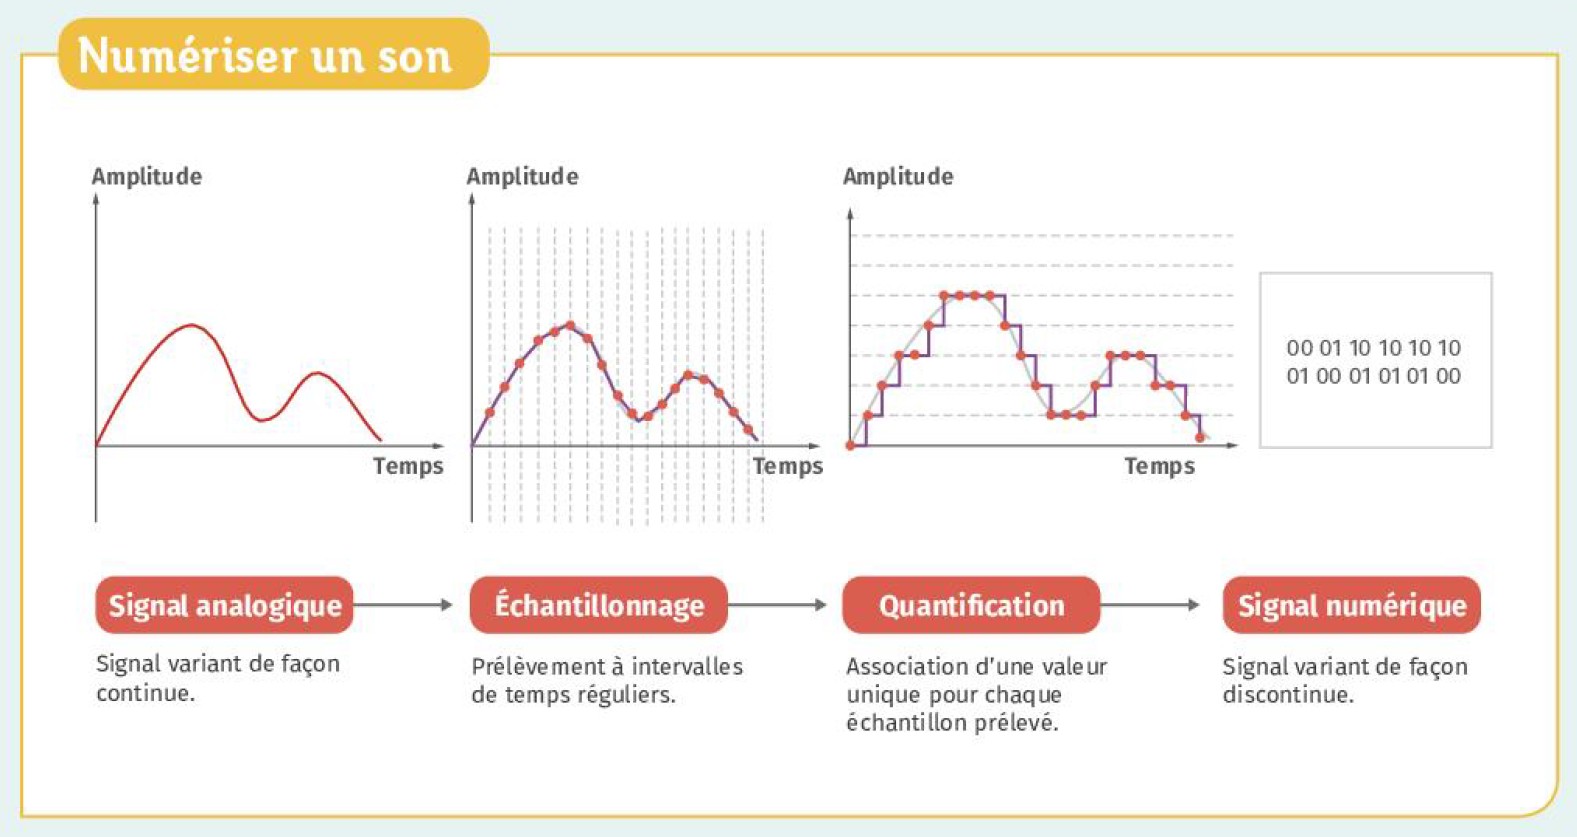 Numériser un son
Amplitude
Temps
Amplitude
Temps
Amplitude
Temps
00 01 10 10 10 10
01 00 01 01 01 00
Signal analogique
Signal variant de façon
continue.
Échantillonnage
Prélèvement à intervalles
de temps réguliers.
Quantification
Association d'une valeur
unique pour chaque
échantillon prélevé.
Signal numérique
Signal variant de façon
discontinue.